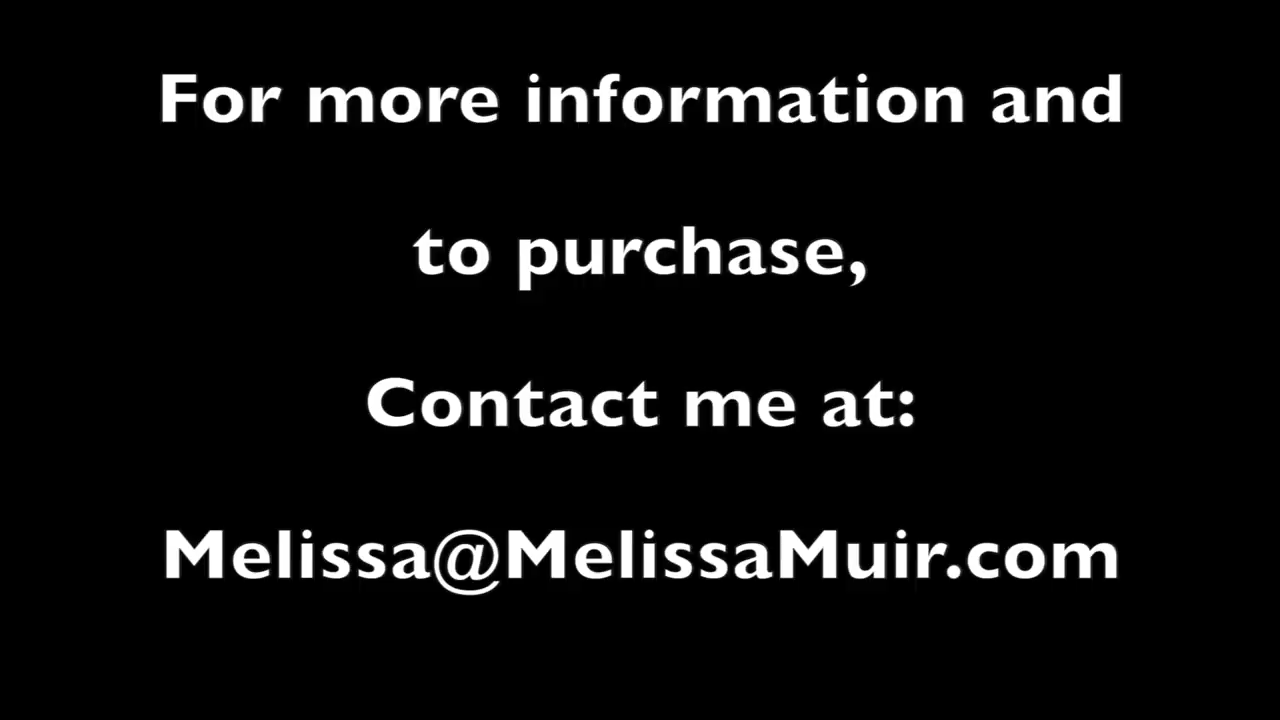 For more information and
to purchase,
Contact me at:
Melissa@MelissaMuir.com